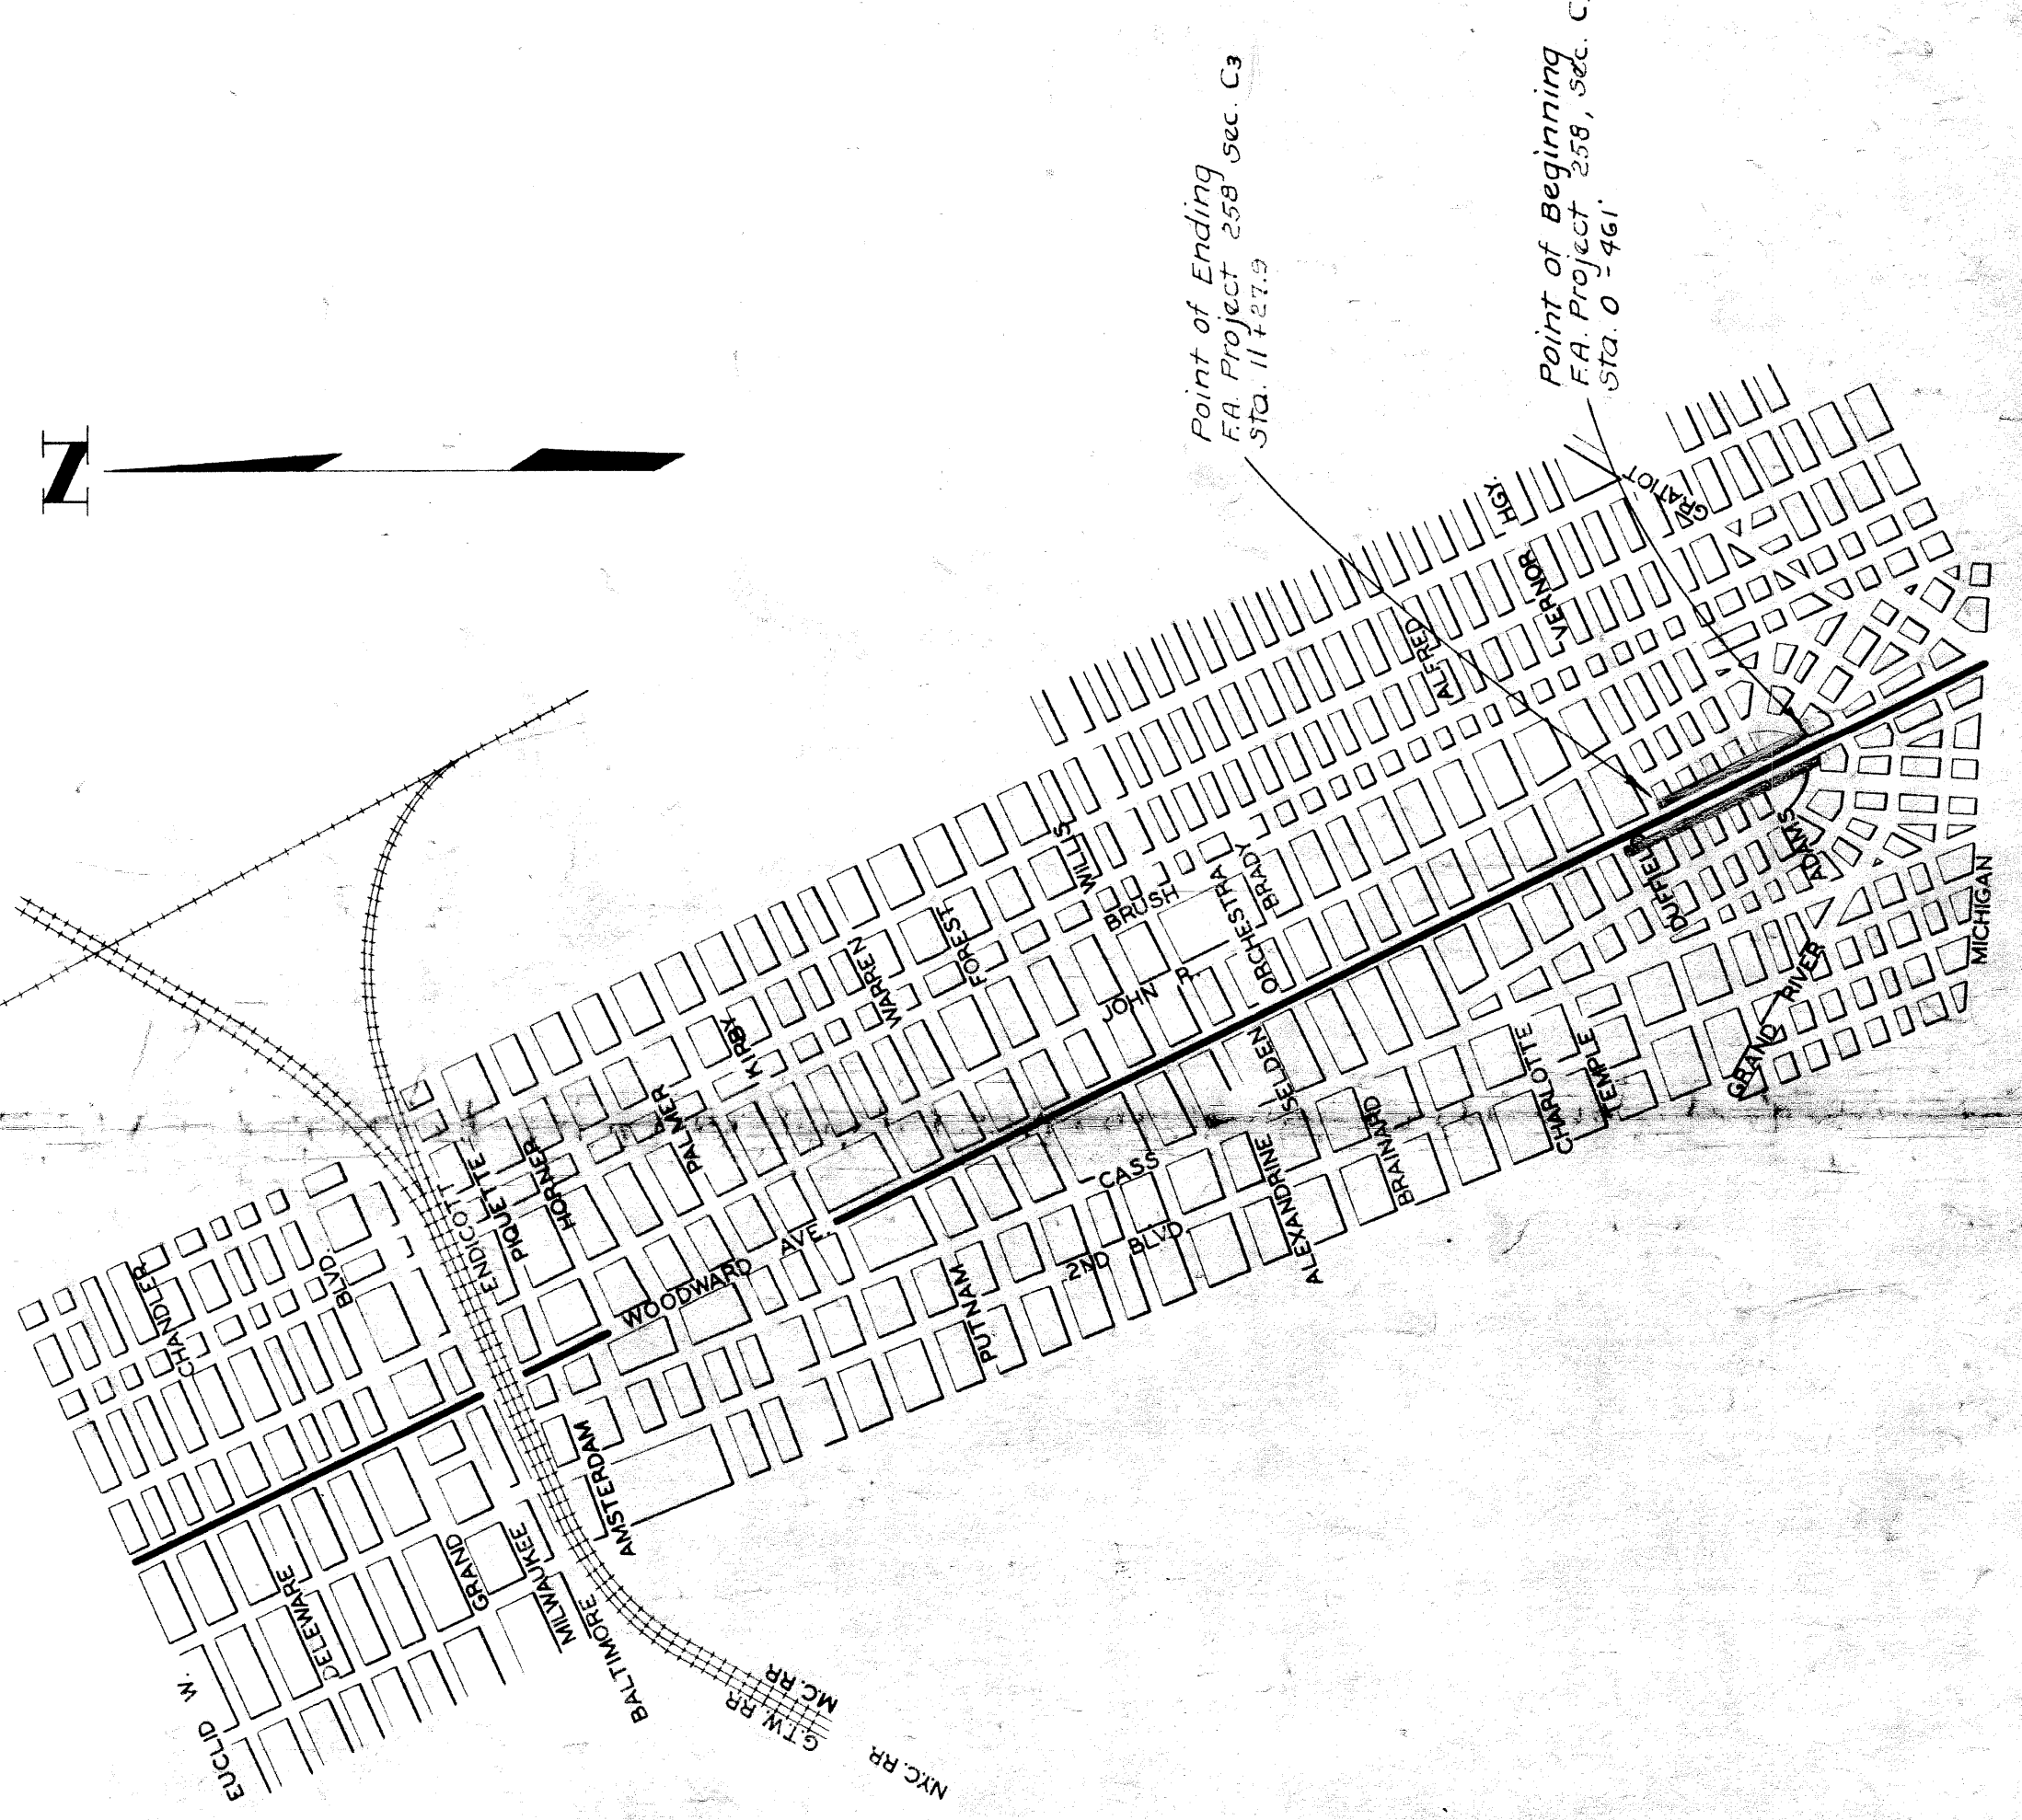 N
Point of Ending
F.A. Project 258 Sec. C3
Sta. 11+27.9
Point of Beginning
F.A. Project 258, Sec. C
Sta. 0-461'
GRATIOT
HGY.
VERNOR
ALFRED
WILLIS
BRUSH
ORCHESTRA
BRADY
FOREST
WARREN
JOHN R.
KIRBY
PALMER
HORNER
PIQUETTE
ENDICOTT
BLVD.
CHANDLER
WOODWARD AVE.
DUFFIELD
ADAMS
MICHIGAN
GRAND RIVER
TEMPLE
CHARLOTTE
SELDEN
BRAINARD
ALEXANDRINE
CASS
2ND BLVD.
PUTNAM
AMSTERDAM
GRAND
MILWAUKEE
BALTIMORE
DELEWARE
EUCLID W.
M.C. RR
G.T.W. RR
N.Y.C. RR